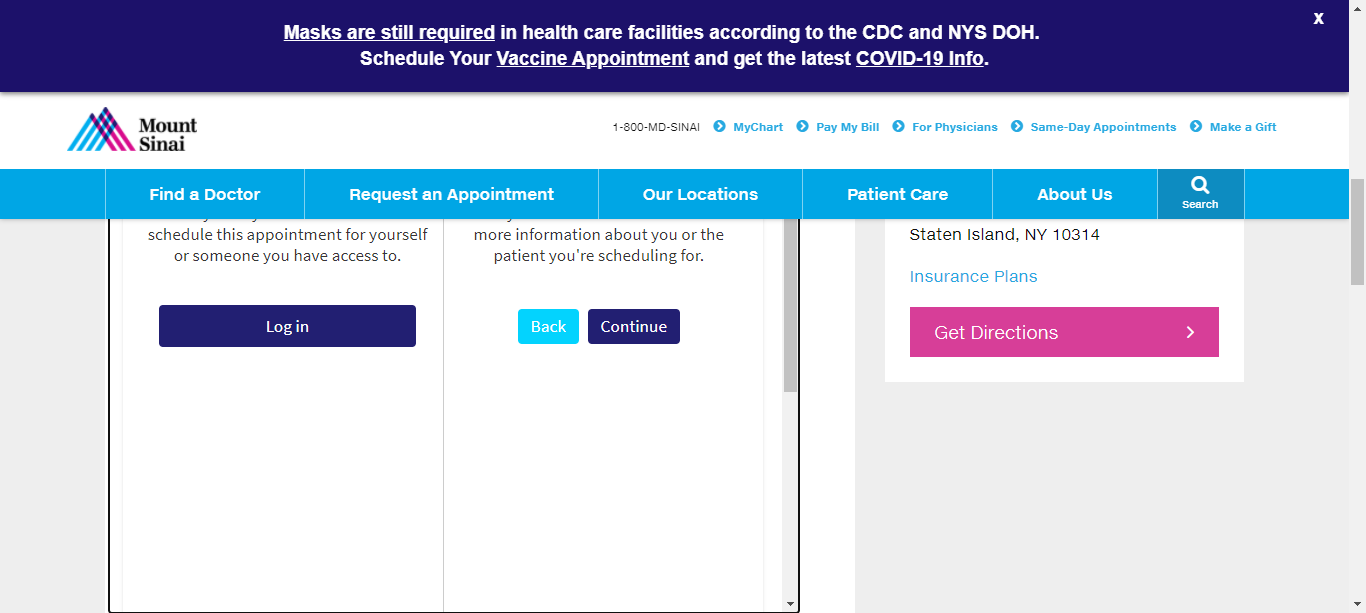 Masks are still required in health care facilities according to the CDC and NYS DOH.
X
Schedule Your Vaccine Appointment and get the latest COVID-19 Info.
Mount
Sinai
1-800-MD-SINAI MyChart Pay My Bill For Physicians Same-Day Appointments Make a Gift
Find a Doctor Request an Appointment Our Locations Patient Care About Us Search
schedule this appointment for yourself
or someone you have access to.
Log in
more information about you or the
patient you're scheduling for.
Back Continue
Staten Island, NY 10314
Insurance Plans
Get Directions